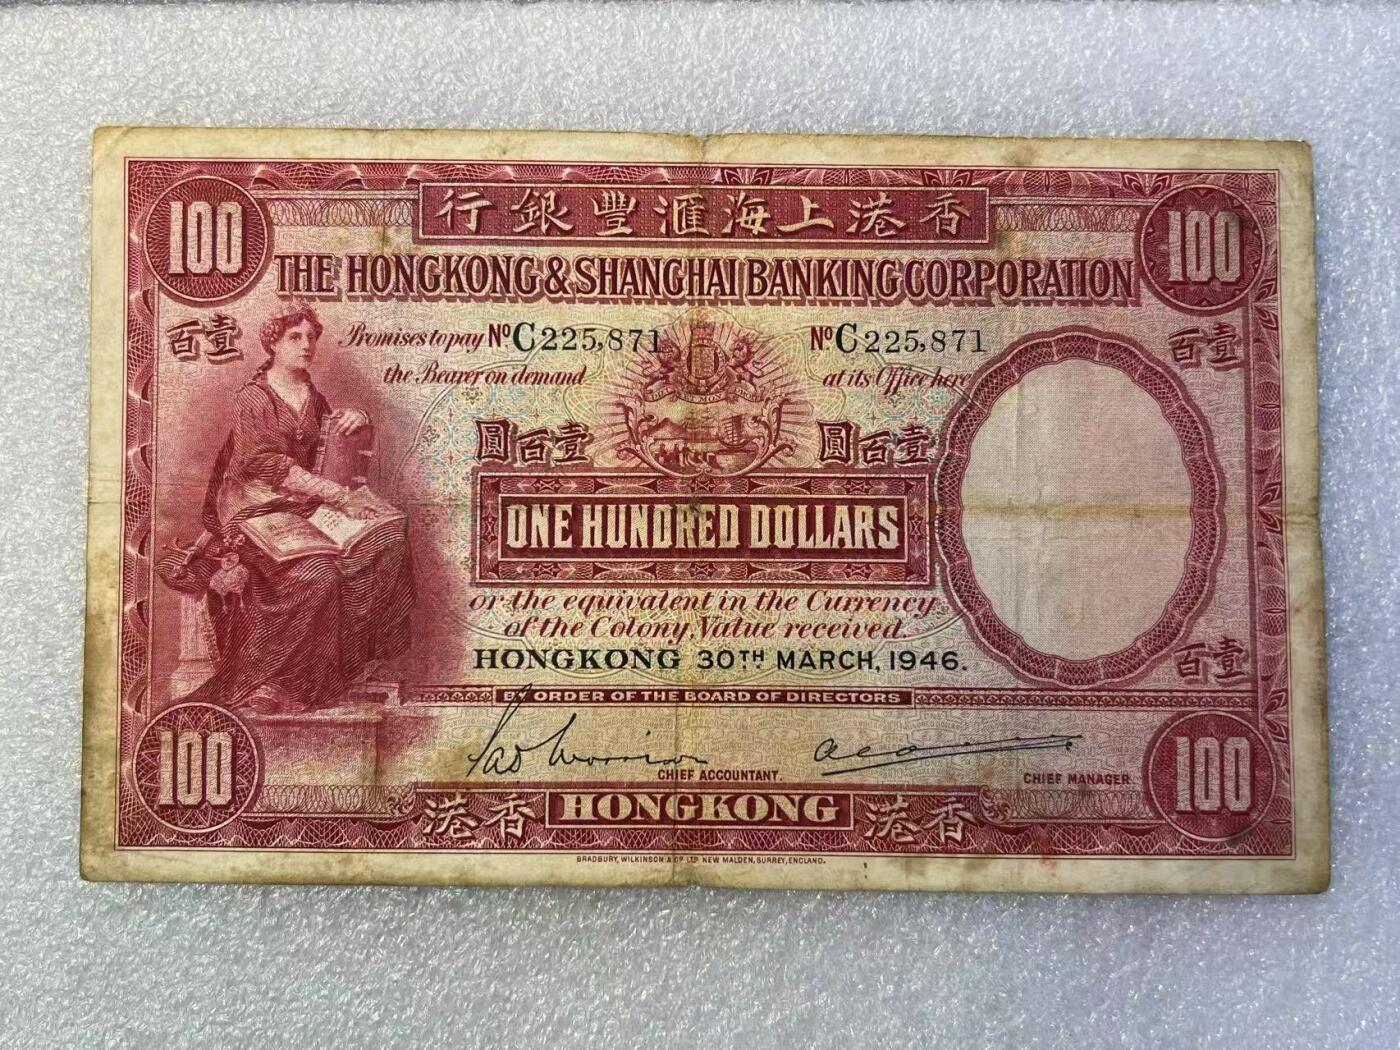 行銀豐滙海上港香
100
100
THE HONGKONG & SHANGHAI BANKING CORPORATION
百壹
Promises to pay Nº C 225,871
Nº C 225,871
百壹
the Bearer on demand
at its Office here
圓百壹
圓百壹
ONE HUNDRED DOLLARS
or the equivalent in the Currency
of the Colony, Value received.
HONGKONG 30TH MARCH, 1946.
百壹
BY ORDER OF THE BOARD OF DIRECTORS
100
100
CHIEF ACCOUNTANT.
CHIEF MANAGER.
港香 HONGKONG 港香
BRADBURY, WILKINSON & Cº LTD NEW MALDEN, SURREY, ENGLAND.